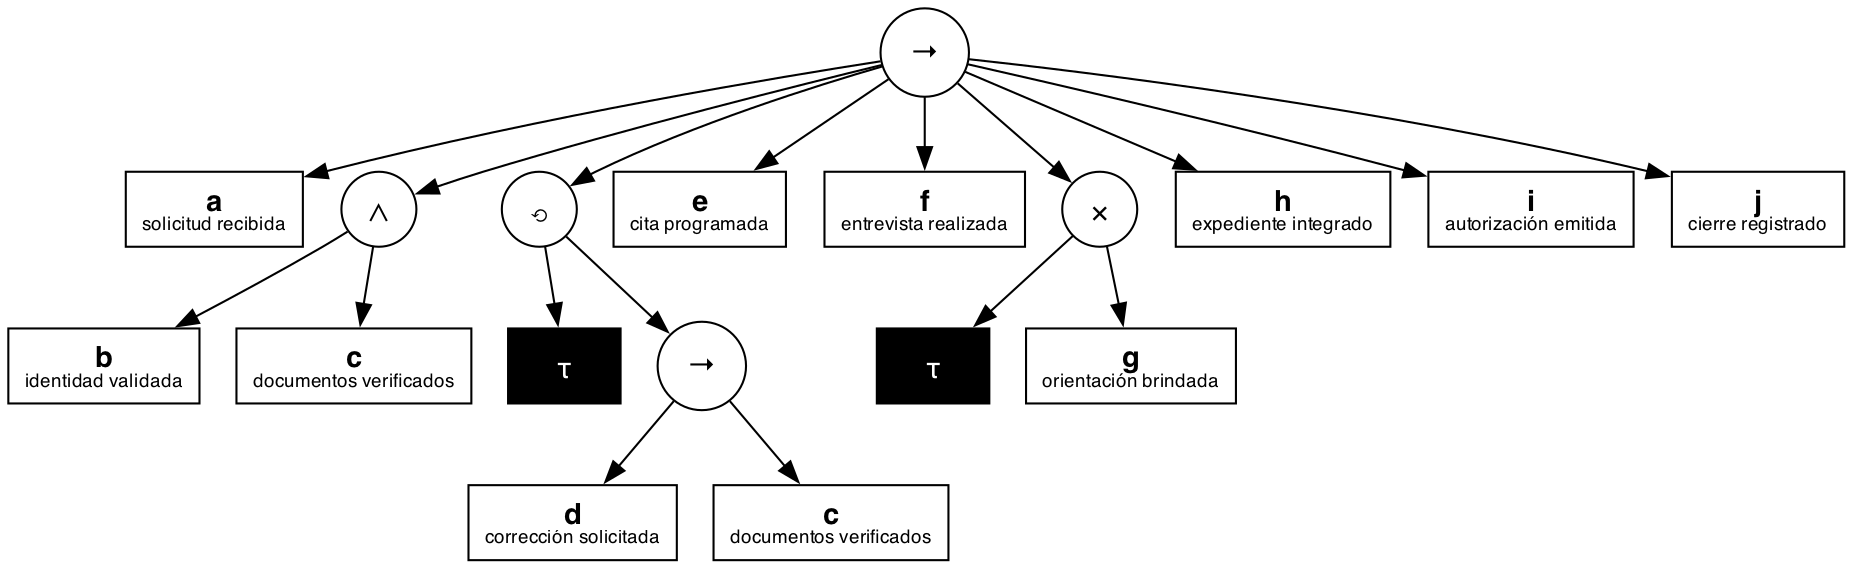 →
a
solicitud recibida
∧
⟲
e
cita programada
f
entrevista realizada
×
h
expediente integrado
i
autorización emitida
j
cierre registrado
b
identidad validada
c
documentos verificados
τ
→
τ
g
orientación brindada
d
corrección solicitada
c
documentos verificados